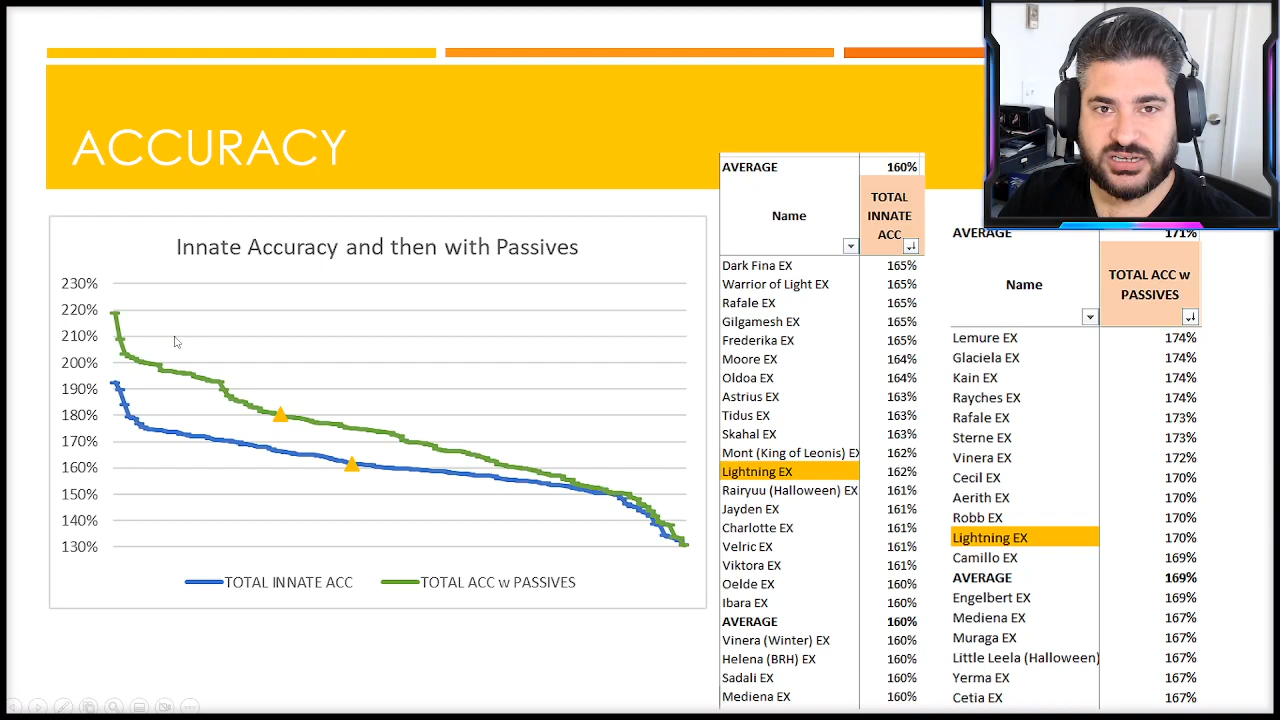 ACCURACY
Innate Accuracy and then with Passives
230%
220%
210%
200%
190%
180%
170%
160%
150%
140%
130%
TOTAL INNATE ACC
TOTAL ACC w PASSIVES
AVERAGE 160%
Name TOTAL INNATE ACC
Dark Fina EX 165%
Warrior of Light EX 165%
Rafale EX 165%
Gilgamesh EX 165%
Frederika EX 165%
Moore EX 164%
Oldoa EX 164%
Astrius EX 163%
Tidus EX 163%
Skahal EX 163%
Mont (King of Leonis) EX 162%
Lightning EX 162%
Rairyuu (Halloween) EX 161%
Jayden EX 161%
Charlotte EX 161%
Velric EX 161%
Viktora EX 161%
Oelde EX 160%
Ibara EX 160%
AVERAGE 160%
Vinera (Winter) EX 160%
Helena (BRH) EX 160%
Sadali EX 160%
Mediena EX 160%
AVERAGE 171%
Name TOTAL ACC w PASSIVES
Lemure EX 174%
Glaciela EX 174%
Kain EX 174%
Rayches EX 174%
Rafale EX 173%
Sterne EX 173%
Vinera EX 172%
Cecil EX 170%
Aerith EX 170%
Robb EX 170%
Lightning EX 170%
Camillo EX 169%
AVERAGE 169%
Engelbert EX 169%
Mediena EX 167%
Muraga EX 167%
Little Leela (Halloween) 167%
Yerma EX 167%
Cetia EX 167%